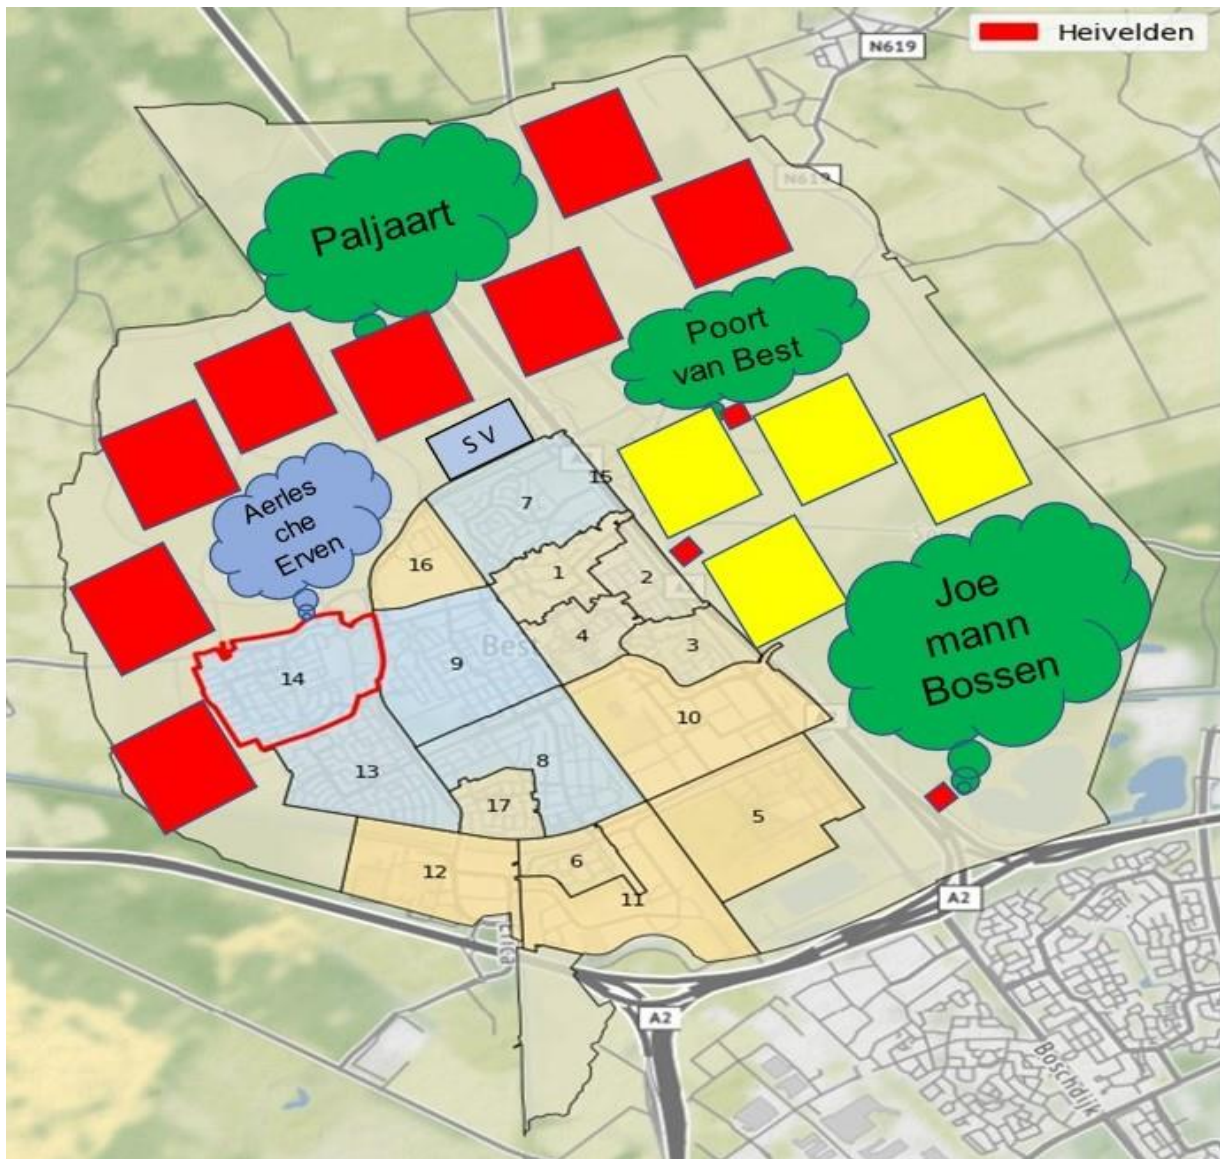 Heivelden
N619
N619
Paljaart
Poort
van Best
S V
Aerles
che
Erven
15
7
16
1
2
4
3
Best
9
14
10
Joe
mann
Bossen
8
13
17
5
6
12
11
A2
A2
Boschdijk